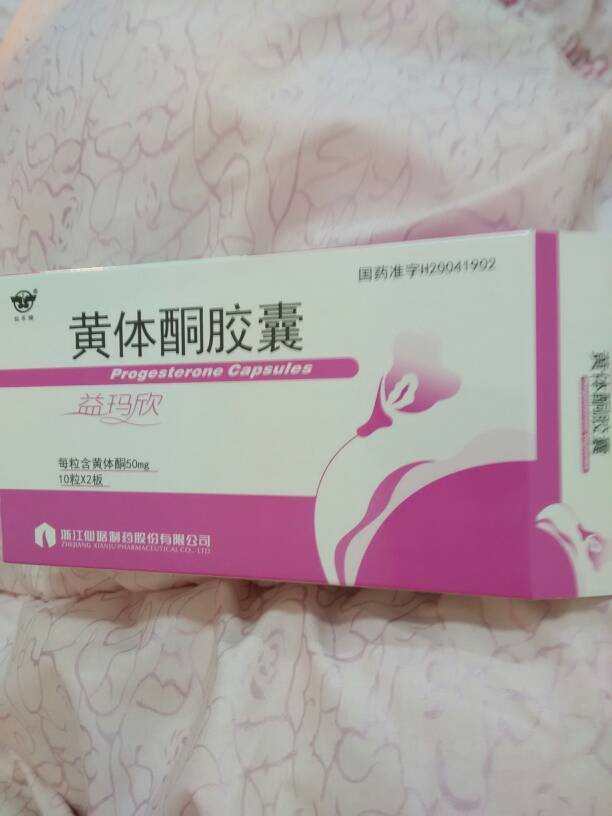 国药准字H20041902
黄体酮胶囊
Progesterone Capsules
益玛欣
每粒含黄体酮50mg
10粒X2板
浙江仙琚制药股份有限公司
ZHEJIANG XIANJU PHARMACEUTICAL CO., LTD
黄体酮胶囊